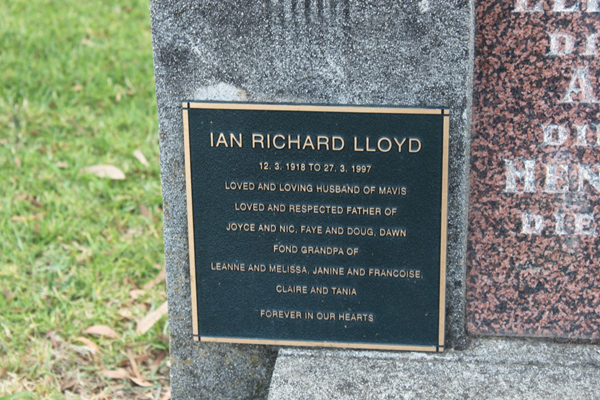 IAN RICHARD LLOYD
12. 3. 1918 TO 27. 3. 1997
LOVED AND LOVING HUSBAND OF MAVIS
LOVED AND RESPECTED FATHER OF
JOYCE AND NIC, FAYE AND DOUG, DAWN
FOND GRANDPA OF
LEANNE AND MELISSA, JANINE AND FRANCOISE,
CLAIRE AND TANIA
FOREVER IN OUR HEARTS